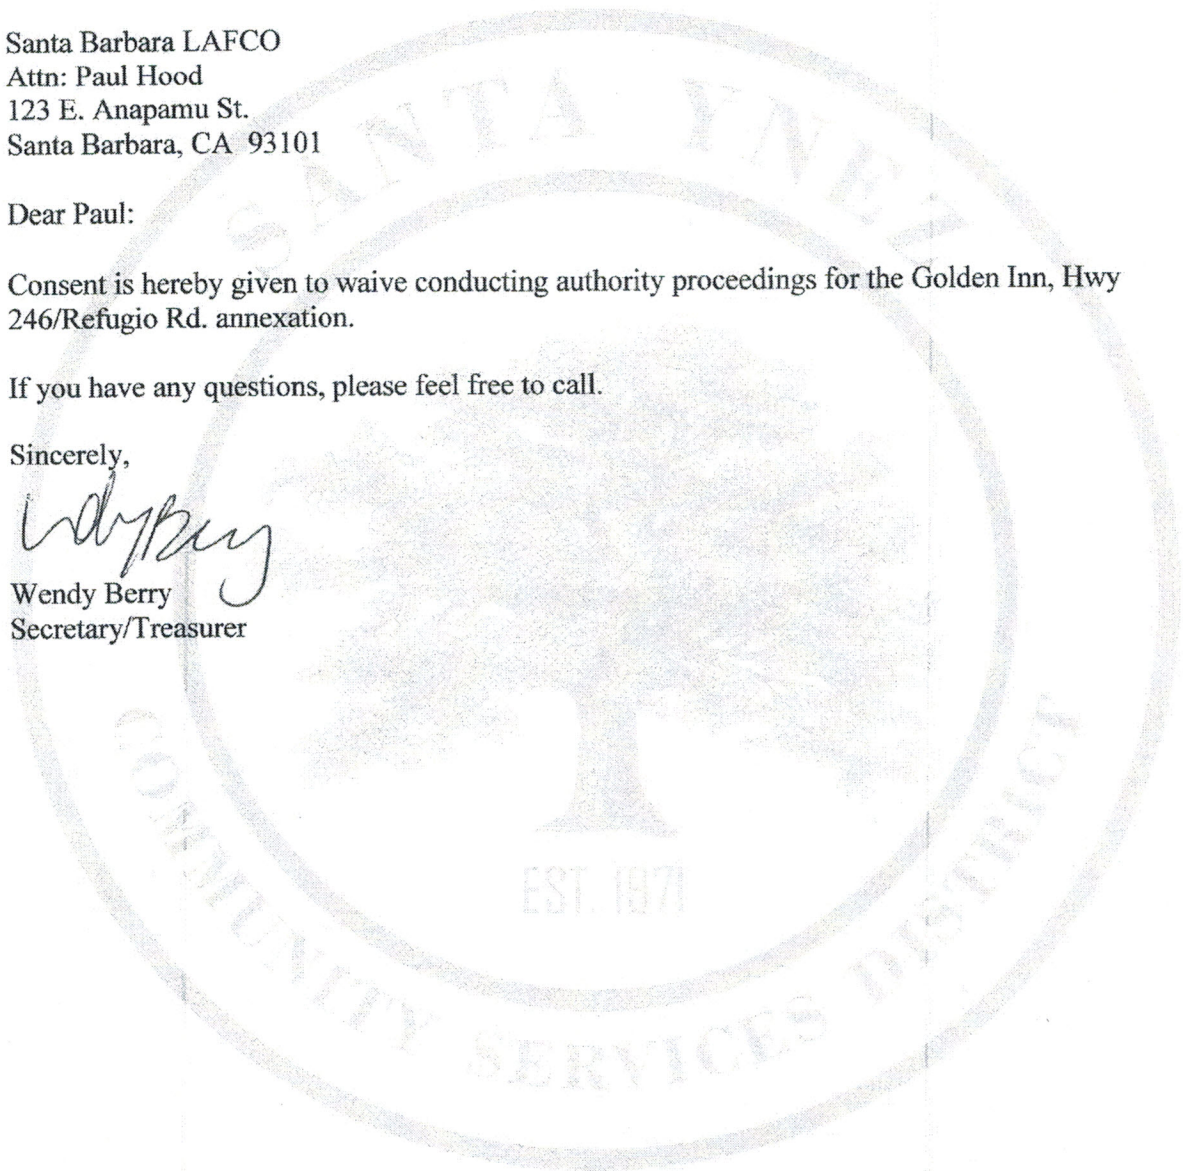 Santa Barbara LAFCO
Attn: Paul Hood
123 E. Anapamu St.
Santa Barbara, CA 93101
Dear Paul:
Consent is hereby given to waive conducting authority proceedings for the Golden Inn, Hwy
246/Refugio Rd. annexation.
If you have any questions, please feel free to call.
Sincerely,
Wendy Berry
Wendy Berry
Secretary/Treasurer
SANTA YNEZ
EST. 1971
COMMUNITY SERVICES DISTRICT